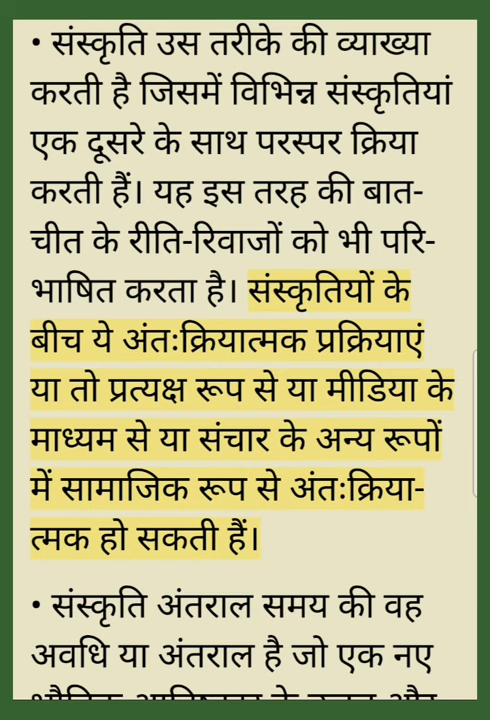 • संस्कृति उस तरीके की व्याख्या
करती है जिसमें विभिन्न संस्कृतियां
एक दूसरे के साथ परस्पर क्रिया
करती हैं। यह इस तरह की बात-
चीत के रीति-रिवाजों को भी परि-
भाषित करता है। संस्कृतियों के
बीच ये अंतःक्रियात्मक प्रक्रियाएं
या तो प्रत्यक्ष रूप से या मीडिया के
माध्यम से या संचार के अन्य रूपों
में सामाजिक रूप से अंतःक्रिया-
त्मक हो सकती हैं।
• संस्कृति अंतराल समय की वह
अवधि या अंतराल है जो एक नए